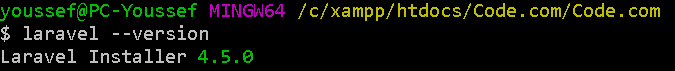 youssef@PC-Youssef MINGW64 /c/xampp/htdocs/Code.com/Code.com
$ laravel --version
Laravel Installer 4.5.0